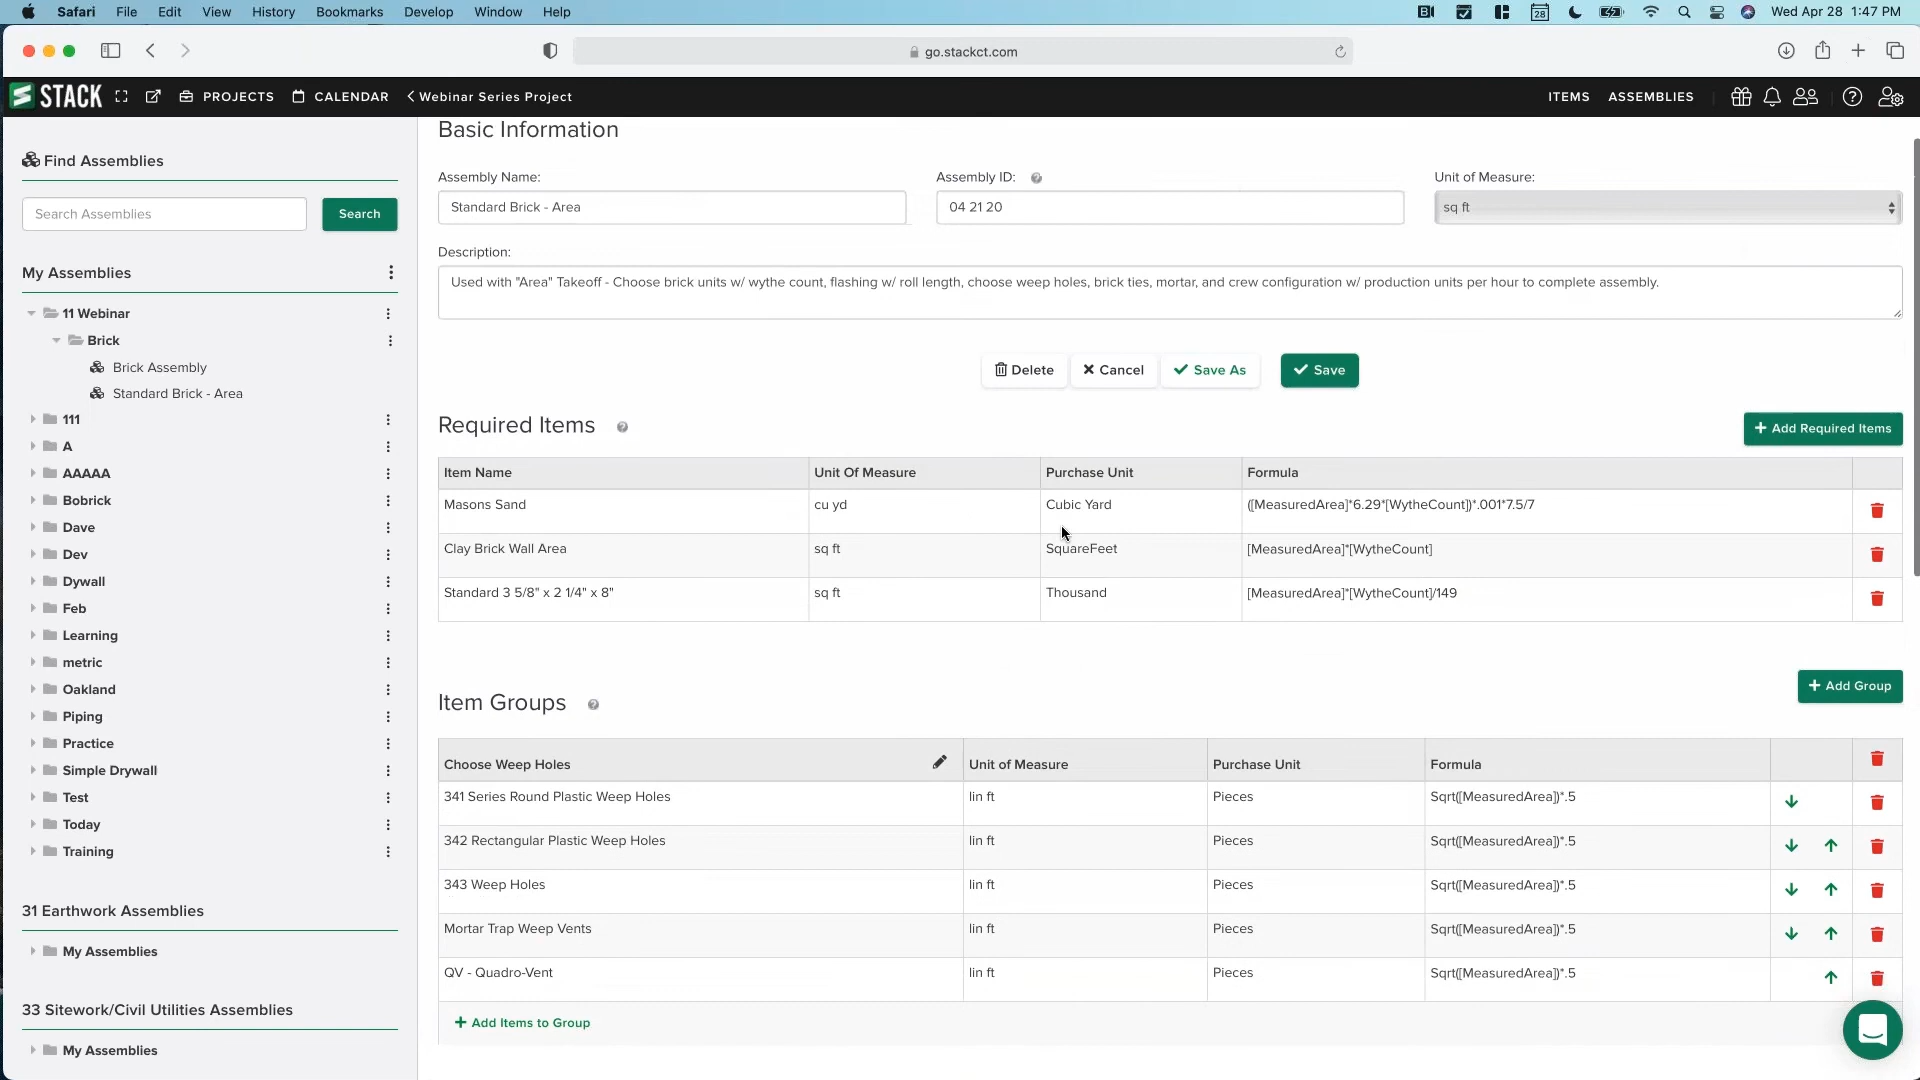 Safari File Edit View History Bookmarks Develop Window Help
28
Wed Apr 28 1:47 PM
go.stackct.com
STACK PROJECTS CALENDAR Webinar Series Project ITEMS ASSEMBLIES
Basic Information
Find Assemblies
Assembly Name: Assembly ID: Unit of Measure:
Search Assemblies Search Standard Brick - Area 04 21 20 sq ft
Description:
Used with "Area" Takeoff - Choose brick units w/ wythe count, flashing w/ roll length, choose weep holes, brick ties, mortar, and crew configuration w/ production units per hour to complete assembly.
My Assemblies
11 Webinar
Brick
Brick Assembly
Standard Brick - Area
111
A
AAAAA
Bobrick
Dave
Dev
Dywall
Feb
Learning
metric
Oakland
Piping
Practice
Simple Drywall
Test
Today
Training
31 Earthwork Assemblies
My Assemblies
33 Sitework/Civil Utilities Assemblies
My Assemblies
Delete Cancel Save As Save
Required Items
Add Required Items
Item Name Unit Of Measure Purchase Unit Formula
Masons Sand cu yd Cubic Yard ([MeasuredArea]*6.29*[WytheCount])*.001*7.5/7
Clay Brick Wall Area sq ft SquareFeet [MeasuredArea]*[WytheCount]
Standard 3 5/8" x 2 1/4" x 8" sq ft Thousand [MeasuredArea]*[WytheCount]/149
Item Groups
+ Add Group
Choose Weep Holes Unit of Measure Purchase Unit Formula
341 Series Round Plastic Weep Holes lin ft Pieces Sqrt([MeasuredArea])*.5
342 Rectangular Plastic Weep Holes lin ft Pieces Sqrt([MeasuredArea])*.5
343 Weep Holes lin ft Pieces Sqrt([MeasuredArea])*.5
Mortar Trap Weep Vents lin ft Pieces Sqrt([MeasuredArea])*.5
QV - Quadro-Vent lin ft Pieces Sqrt([MeasuredArea])*.5
+ Add Items to Group